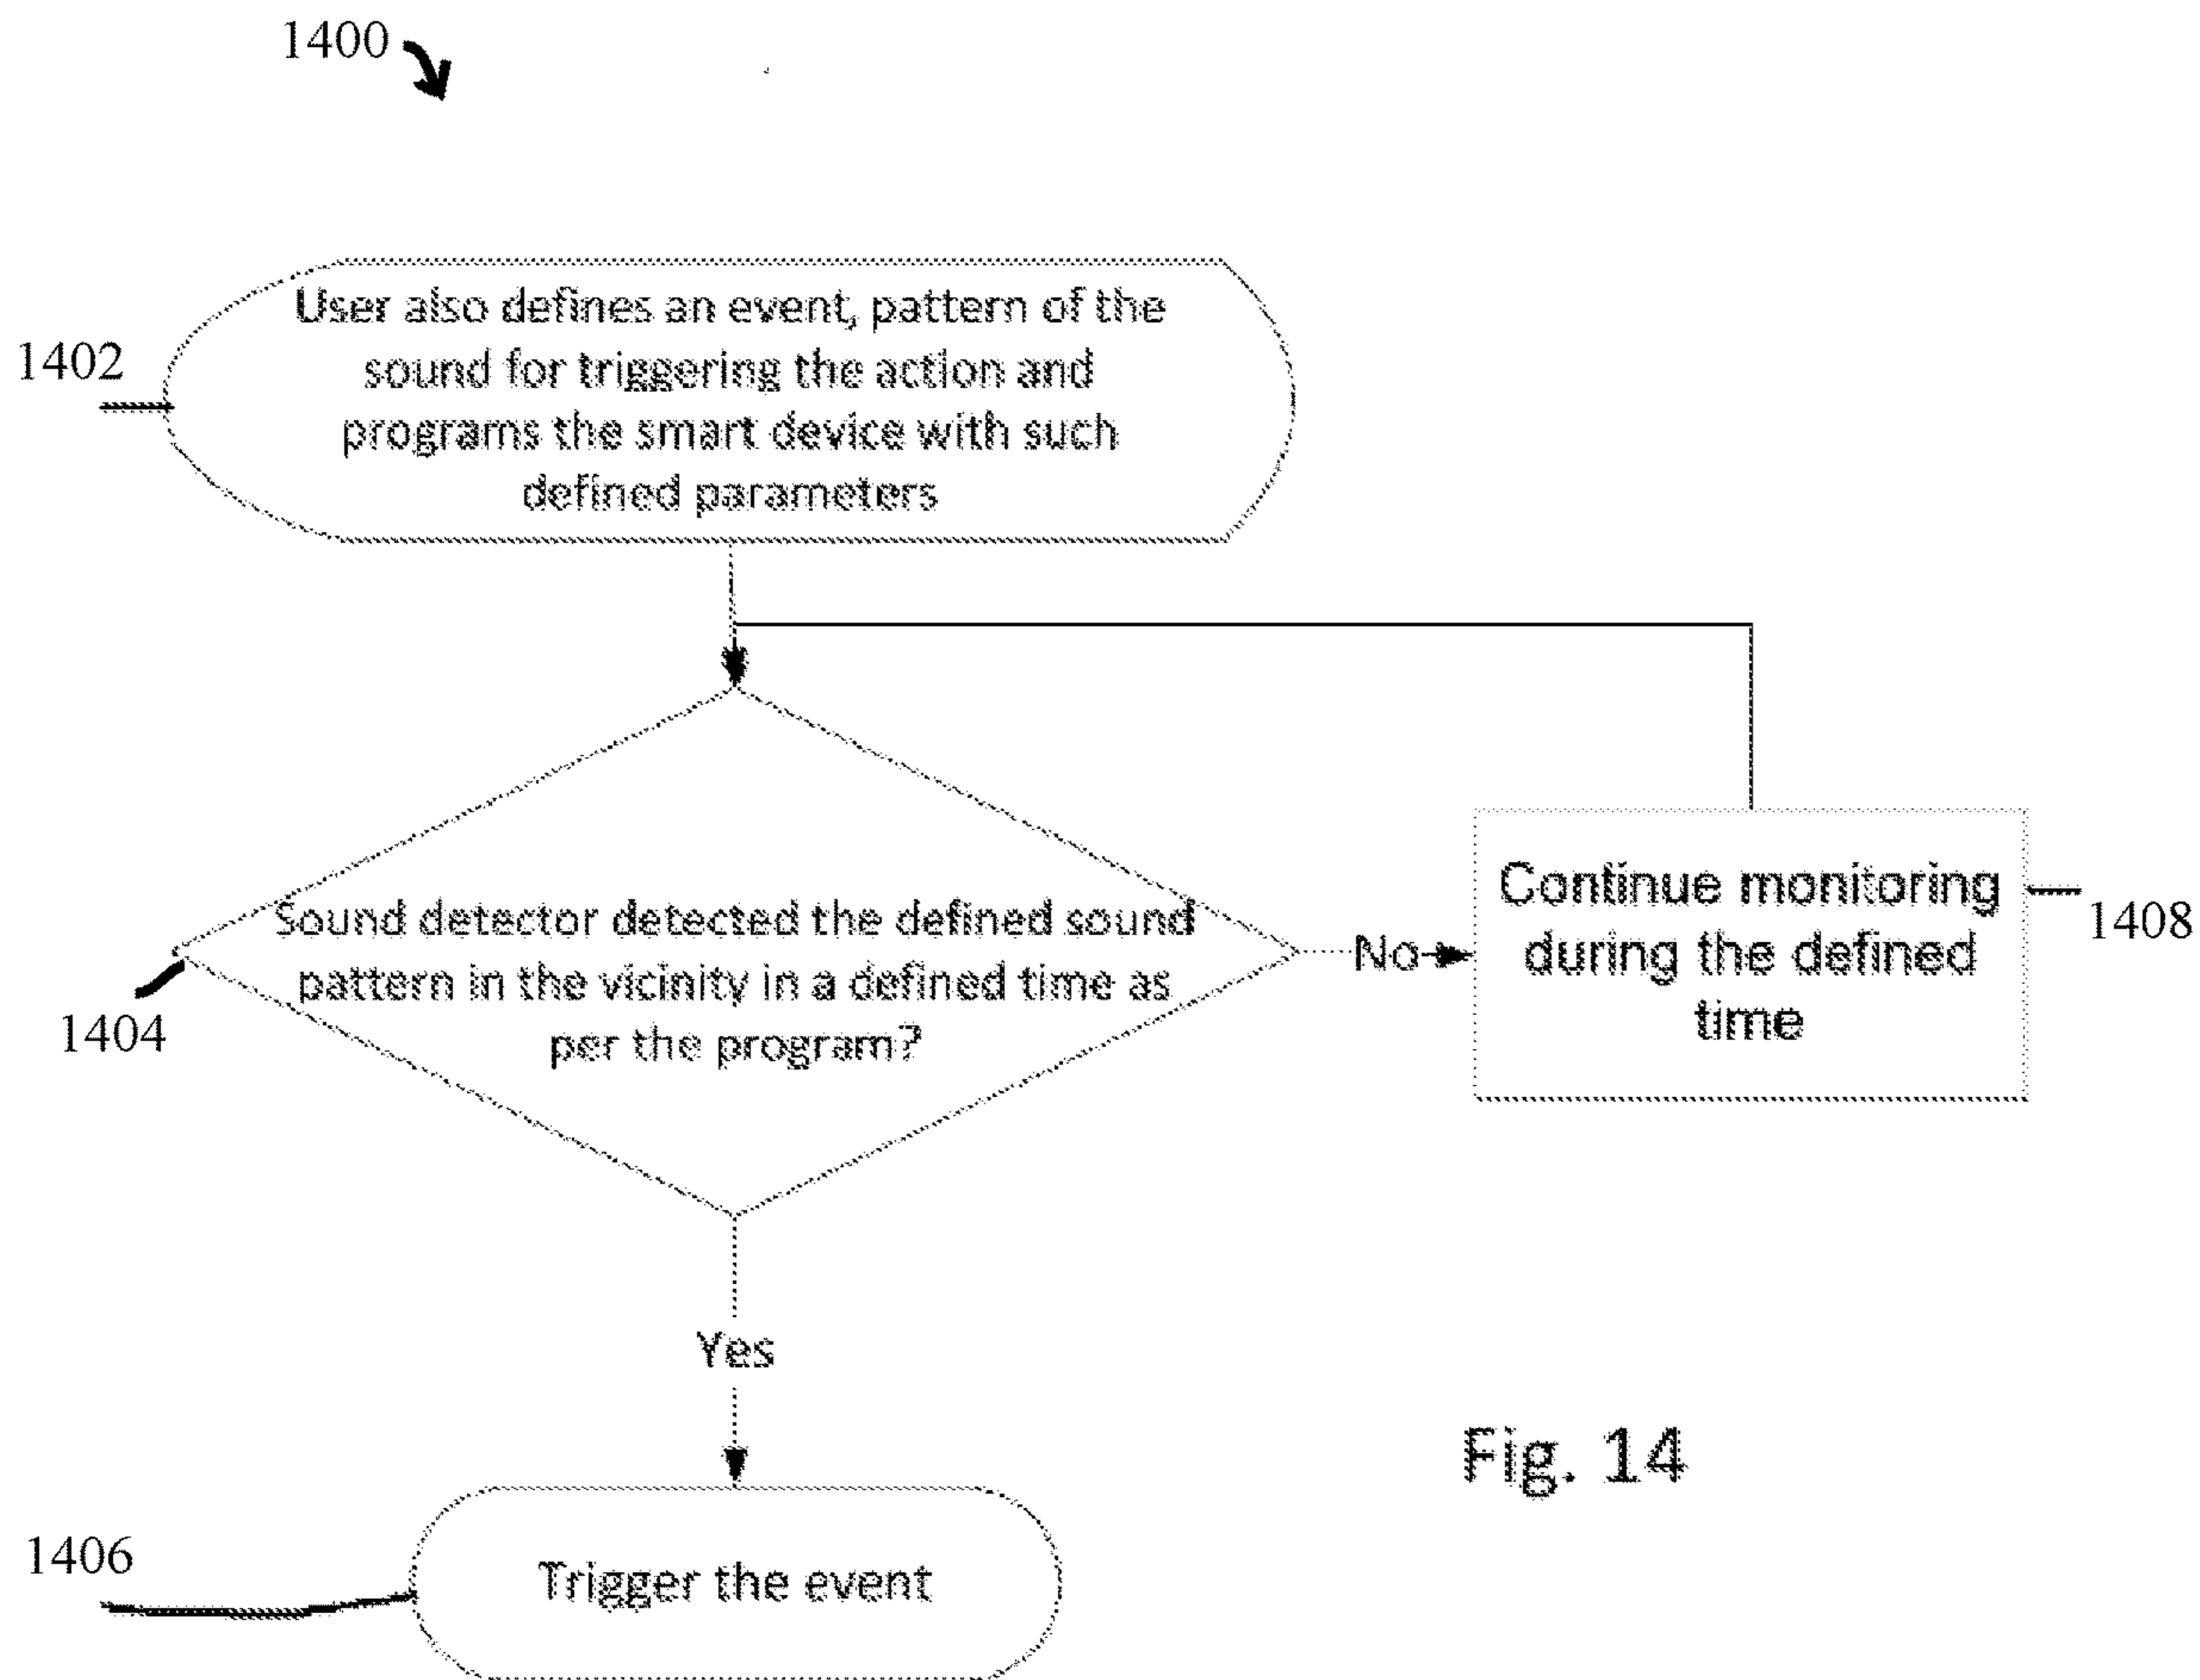 1400
User also defines an event, pattern of the
sound for triggering the action and
programs the smart device with such
defined parameters
1402
Sound detector detected the defined sound
pattern in the vicinity in a defined time as
per the program?
1404
No
Continue monitoring
during the defined
time
1408
Yes
Trigger the event
1406
Fig. 14